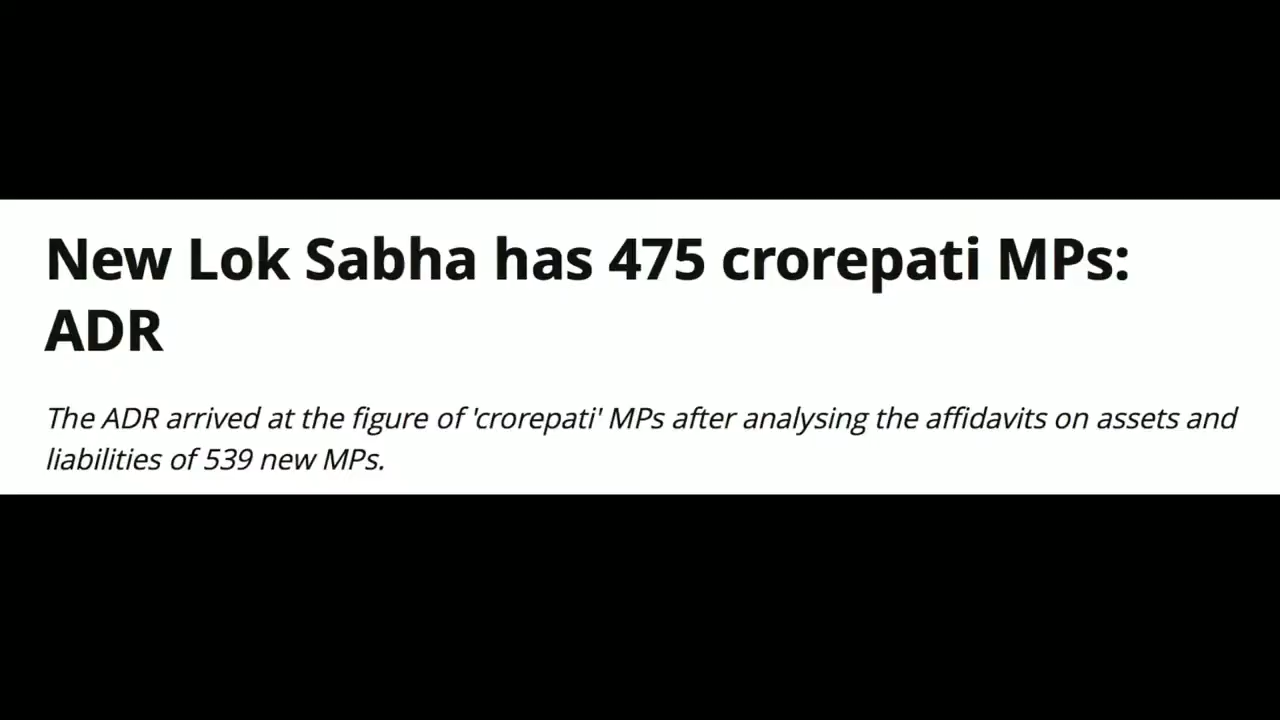 New Lok Sabha has 475 crorepati MPs:
ADR
The ADR arrived at the figure of 'crorepati' MPs after analysing the affidavits on assets and
liabilities of 539 new MPs.